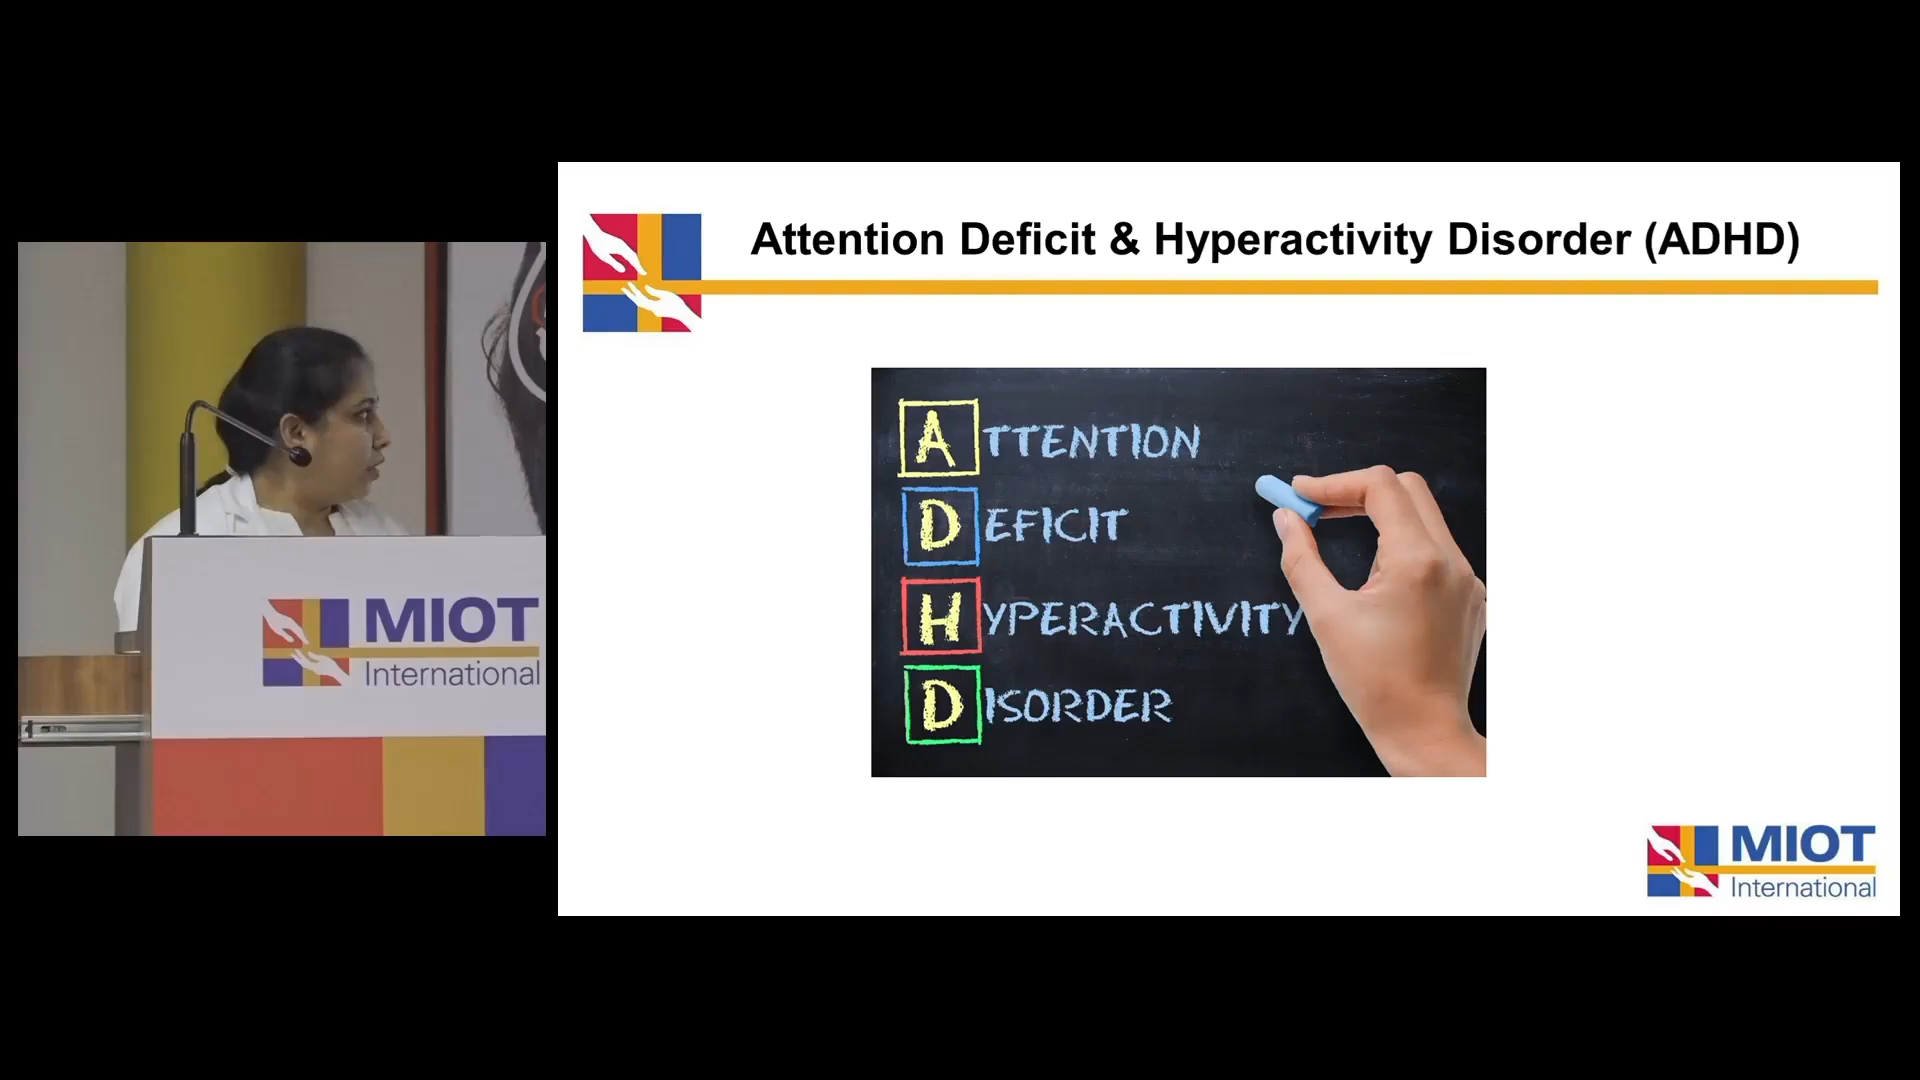 MIOT
International
Attention Deficit & Hyperactivity Disorder (ADHD)
ATTENTION
DEFICIT
HYPERACTIVITY
DISORDER
MIOT
International